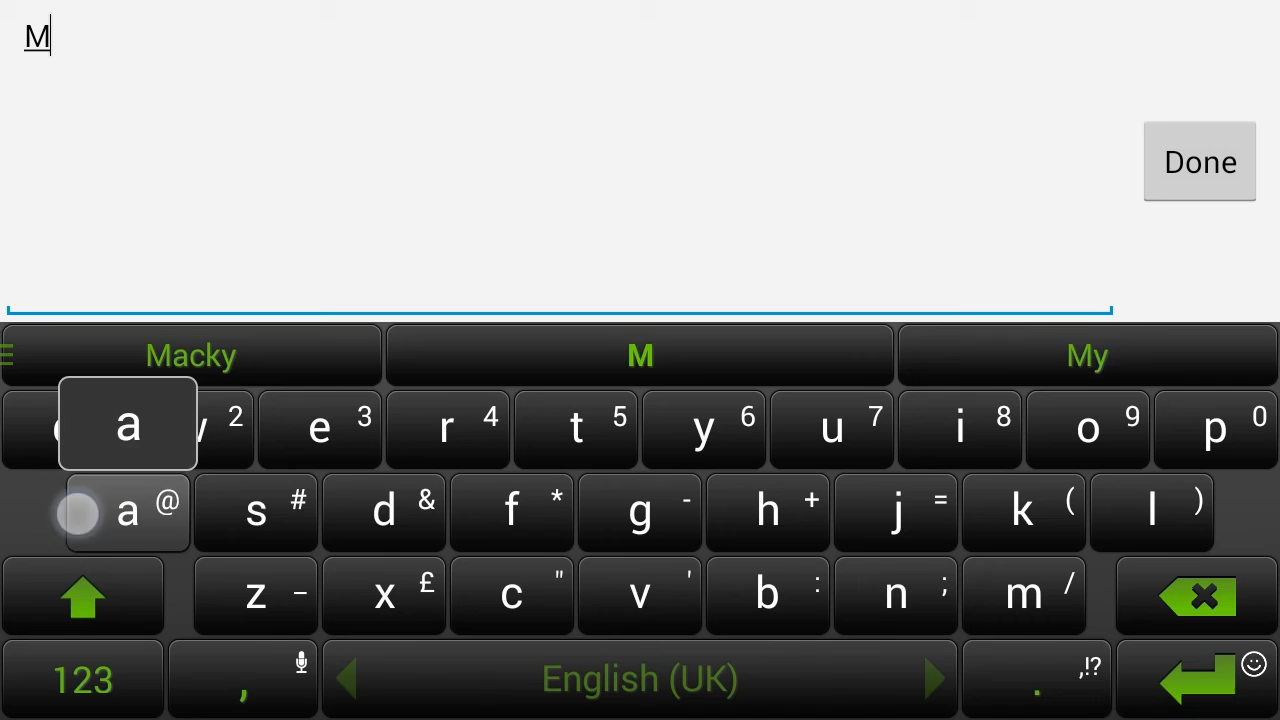 M
Done
Macky M My
a
w 2 e 3 r 4 t 5 y 6 u 7 i 8 o 9 p 0
a @ s # d & f * g - h + j = k ( l )
z _ x £ c " v ' b : n ; m /
123 , English (UK) . ,!?